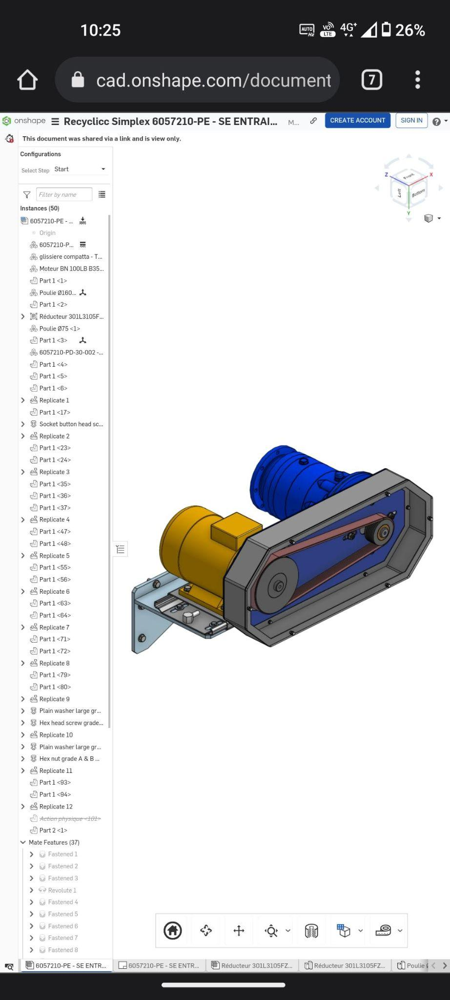 10:25
AUTO Hz
VO LTE
4G+
26%
cad.onshape.com/document
7
onshape
Recyclicc Simplex 6057210-PE - SE ENTRAI...
M...
CREATE ACCOUNT
SIGN IN
This document was shared via a link and is view only.
Configurations
Select Step Start
Filter by name
Instances (50)
6057210-PE - ...
Origin
6057210-P...
glissiere compatta - T...
Moteur BN 100LB B35...
Part 1 <1>
Poulie Ø160...
Part 1 <2>
Réducteur 301L3105F...
Poulie Ø75 <1>
Part 1 <3>
6057210-PD-30-002 -...
Part 1 <4>
Part 1 <5>
Part 1 <6>
Replicate 1
Part 1 <17>
Socket button head sc...
Replicate 2
Part 1 <23>
Part 1 <24>
Replicate 3
Part 1 <35>
Part 1 <36>
Part 1 <37>
Replicate 4
Part 1 <47>
Part 1 <48>
Replicate 5
Part 1 <55>
Part 1 <56>
Replicate 6
Part 1 <63>
Part 1 <64>
Replicate 7
Part 1 <71>
Part 1 <72>
Replicate 8
Part 1 <79>
Part 1 <80>
Replicate 9
Plain washer large gr...
Hex head screw grade...
Replicate 10
Plain washer large gr...
Hex nut grade A & B ...
Replicate 11
Part 1 <93>
Part 1 <94>
Replicate 12
Action physique <101>
Part 2 <1>
Mate Features (37)
Fastened 1
Fastened 2
Fastened 3
Revolute 1
Fastened 4
Fastened 5
Fastened 6
Fastened 7
Fastened 8
Z
X
Front
Left
Bottom
Y
6057210-PE - SE ENTR...
6057210-PE - SE ENTR...
Réducteur 301L3105FZ...
Réducteur 301L3105FZ...
Poulie